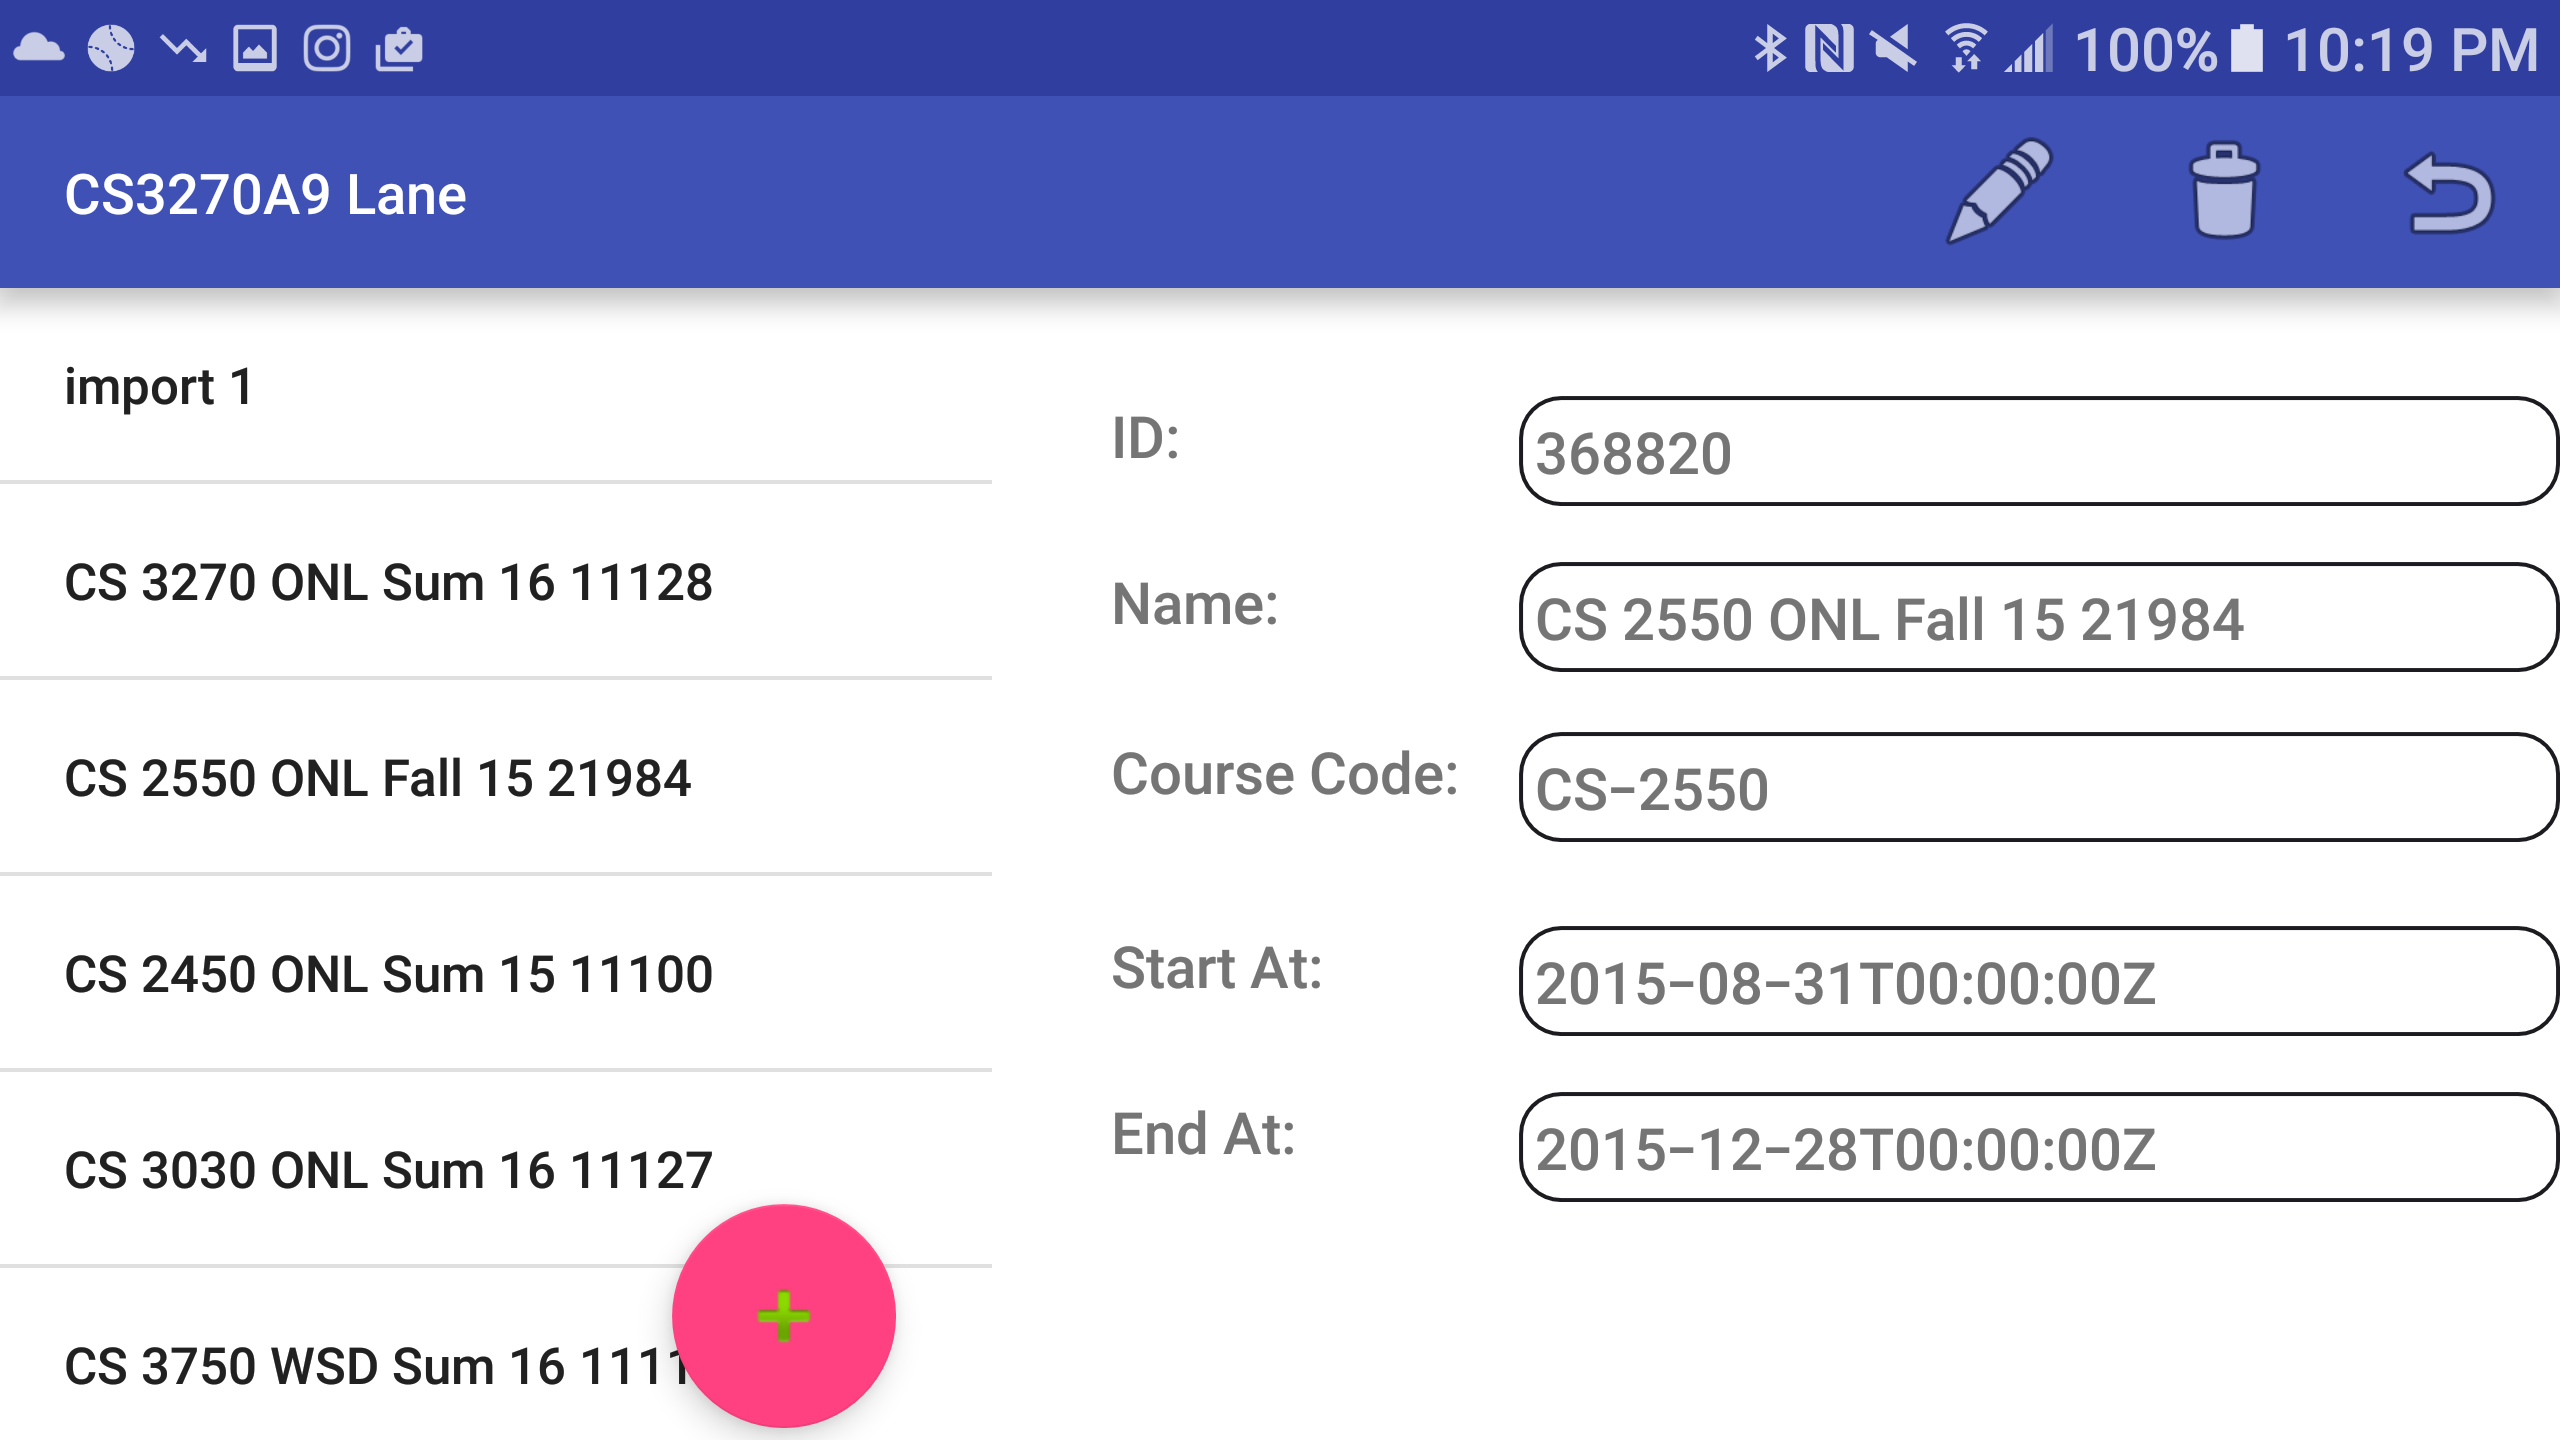 100% 10:19 PM
CS3270A9 Lane
import 1
CS 3270 ONL Sum 16 11128
CS 2550 ONL Fall 15 21984
CS 2450 ONL Sum 15 11100
CS 3030 ONL Sum 16 11127
CS 3750 WSD Sum 16
ID: 368820
Name: CS 2550 ONL Fall 15 21984
Course Code: CS-2550
Start At: 2015-08-31T00:00:00Z
End At: 2015-12-28T00:00:00Z